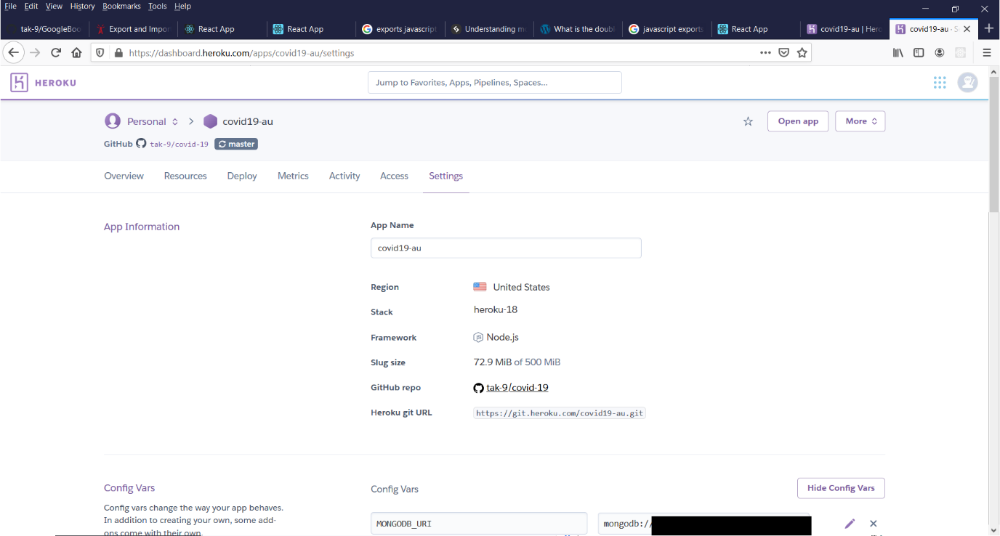 File Edit View History Bookmarks Tools Help
tak-9/GoogleBoo Export and Impor React App React App exports javascript Understanding m What is the doubl javascript exports React App covid19-au | Hero covid19-au · S
https://dashboard.heroku.com/apps/covid19-au/settings
HEROKU Jump to Favorites, Apps, Pipelines, Spaces...
Personal > covid19-au Open app More
GitHub tak-9/covid-19 master
Overview Resources Deploy Metrics Activity Access Settings
App Information
App Name
covid19-au
Region United States
Stack heroku-18
Framework Node.js
Slug size 72.9 MiB of 500 MiB
GitHub repo tak-9/covid-19
Heroku git URL https://git.heroku.com/covid19-au.git
Config Vars Config Vars Hide Config Vars
Config vars change the way your app behaves.
In addition to creating your own, some add-
ons come with their own.
MONGODB_URI mongodb://